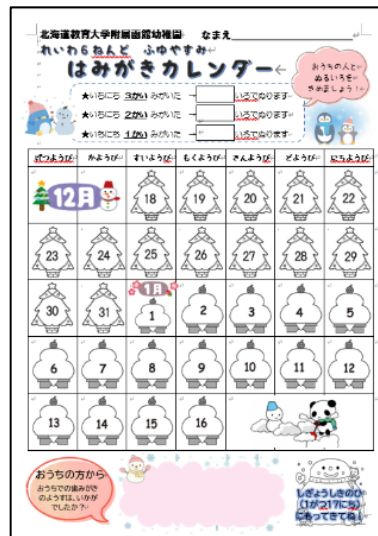 北海道教育大学附属函館幼稚園 なまえ
れいわ6ねんど ふゆやすみ
はみがきカレンダー
おうちの人と
ぬるいろを
きめましょう！
★いちにち 3かい みがいた →　いろでぬります
★いちにち 2かい みがいた →　いろでぬります
★いちにち 1かい みがいた →　いろでぬります
げつようび かようび すいようび もくようび きんようび どようび にちようび
12月 18 19 20 21 22
23 24 25 26 27 28 29
1月
30 31 1 2 3 4 5
6 7 8 9 10 11 12
13 14 15 16
おうちの方から
おうちでの歯みがき
のようすは、いかが
でしたか？
しぎょうしきのひ
(1がつ17にち)
にもってきてね！